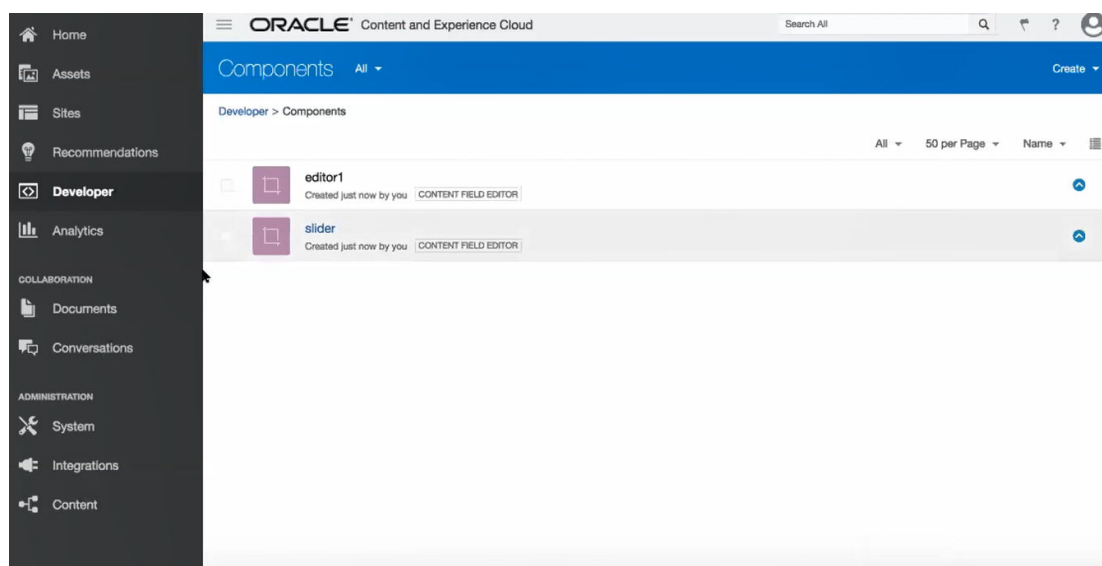 Home
Assets
Sites
Recommendations
Developer
Analytics
COLLABORATION
Documents
Conversations
ADMINISTRATION
System
Integrations
Content
ORACLE® Content and Experience Cloud
Search All
?
Components All
Create
Developer > Components
All 50 per Page Name
editor1
Created just now by you CONTENT FIELD EDITOR
slider
Created just now by you CONTENT FIELD EDITOR